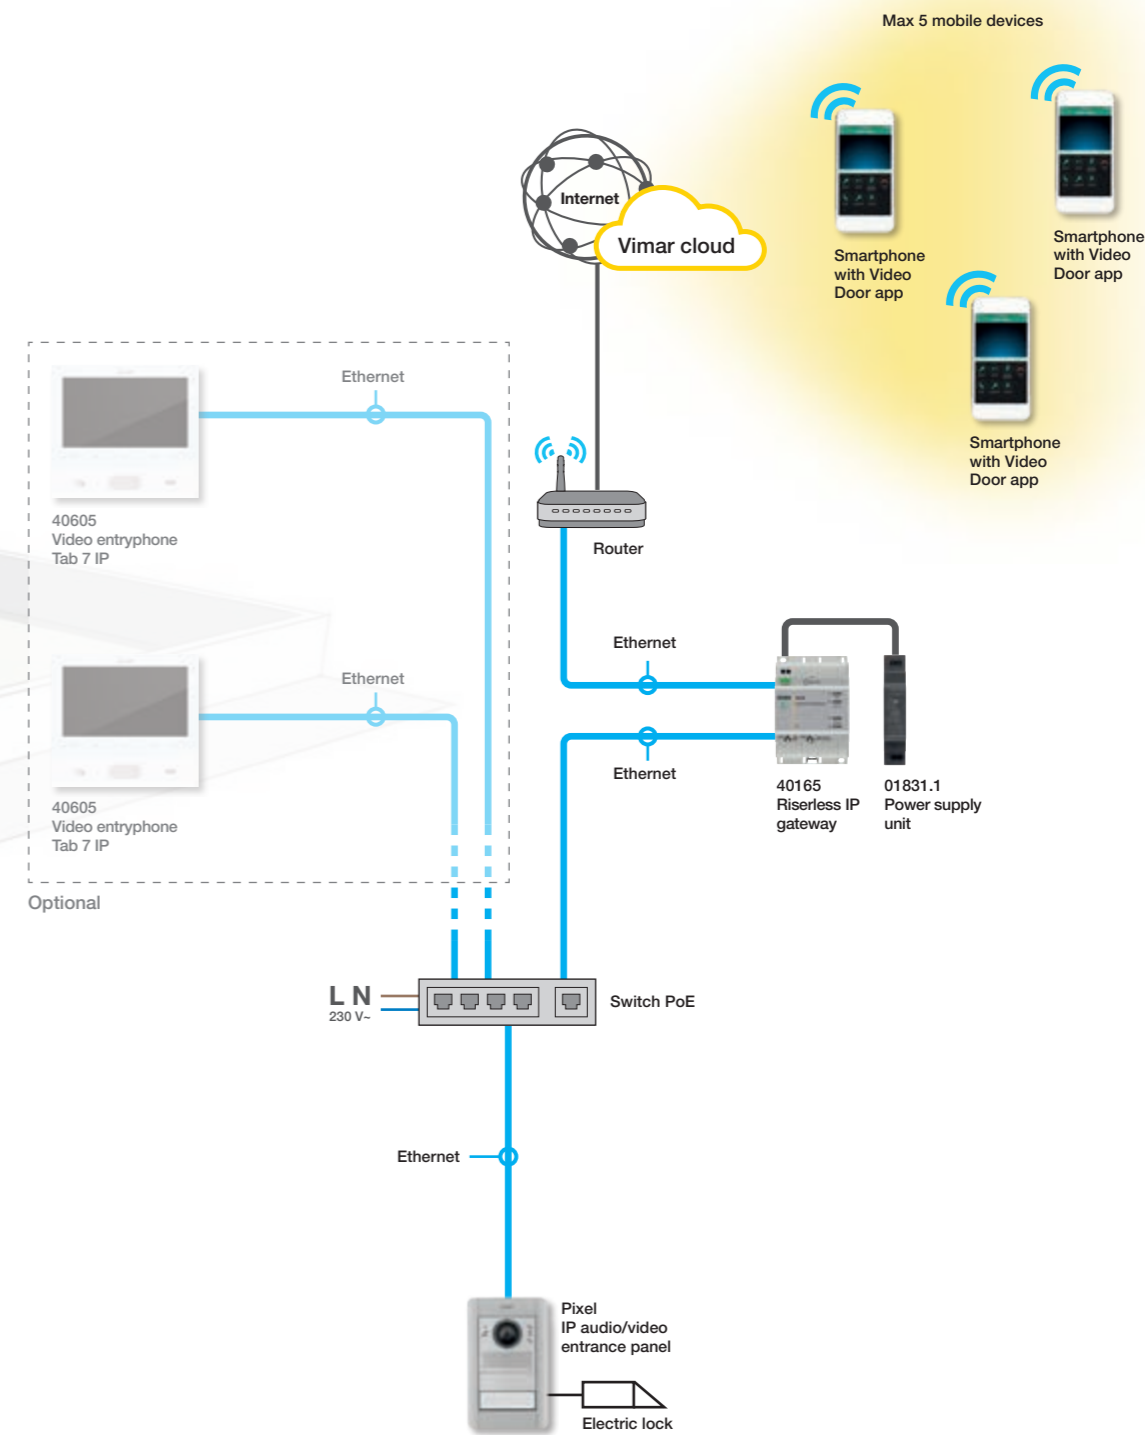 Max 5 mobile devices
Internet
Vimar cloud
Smartphone
with Video
Door app
Smartphone
with Video
Door app
Smartphone
with Video
Door app
Ethernet
40605
Video entryphone
Tab 7 IP
Router
Ethernet
Ethernet
40605
Video entryphone
Tab 7 IP
Ethernet
40165
Riserless IP
gateway
01831.1
Power supply
unit
Optional
L N
230 V~
Switch PoE
Ethernet
Pixel
IP audio/video
entrance panel
Electric lock